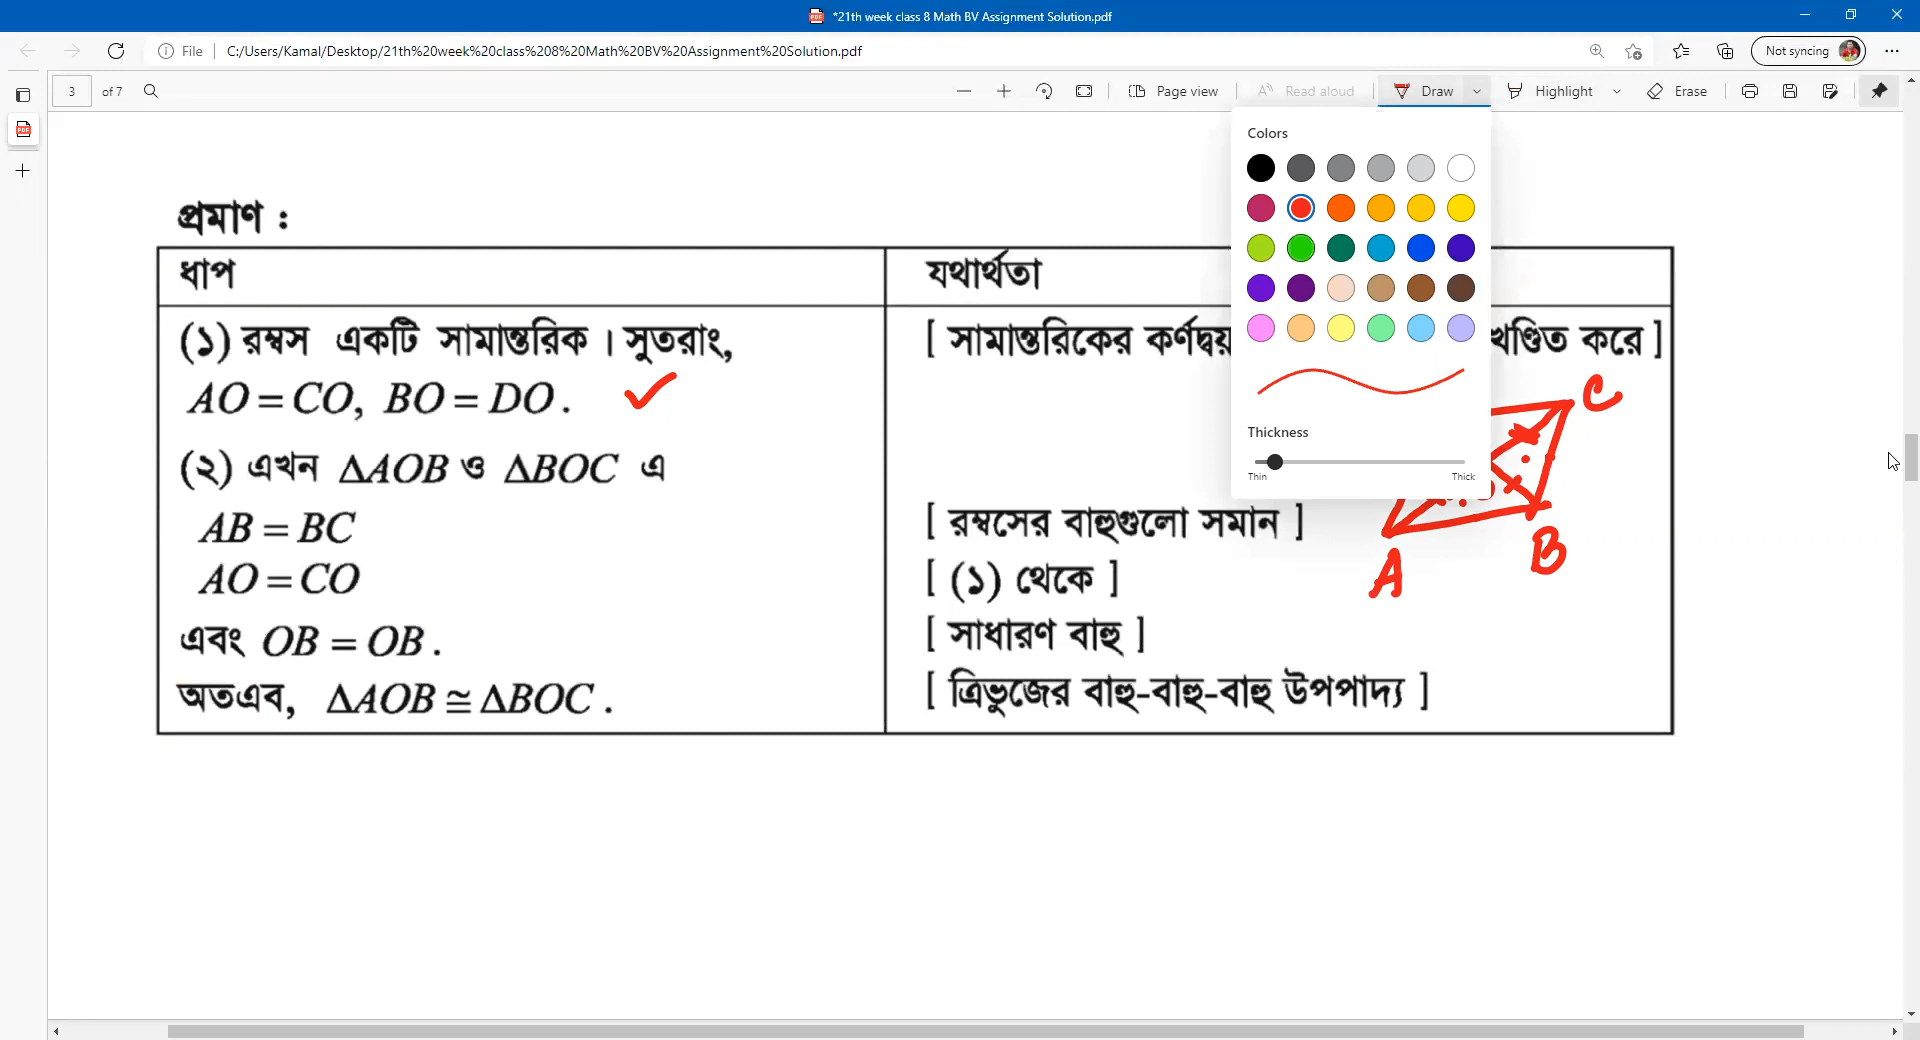 *21th week class 8 Math BV Assignment Solution.pdf
File
C:/Users/Kamal/Desktop/21th%20week%20class%208%20Math%20BV%20Assignment%20Solution.pdf
Not syncing
3 of 7
Page view
Read aloud
Draw
Highlight
Erase
Colors
Thickness
Thin
Thick
প্রমাণ :
ধাপ
যথার্থতা
(১) রম্বস একটি সামান্তরিক । সুতরাং,
[ সামান্তরিকের কর্ণদ্বয়
খণ্ডিত করে ]
AO = CO, BO = DO .
(২) এখন ΔAOB ও ΔBOC এ
AB = BC
[ রম্বসের বাহুগুলো সমান ]
AO = CO
[ (১) থেকে ]
এবং OB = OB .
[ সাধারণ বাহু ]
অতএব, ΔAOB ≅ ΔBOC .
[ ত্রিভুজের বাহু-বাহু-বাহু উপপাদ্য ]
C
A
B